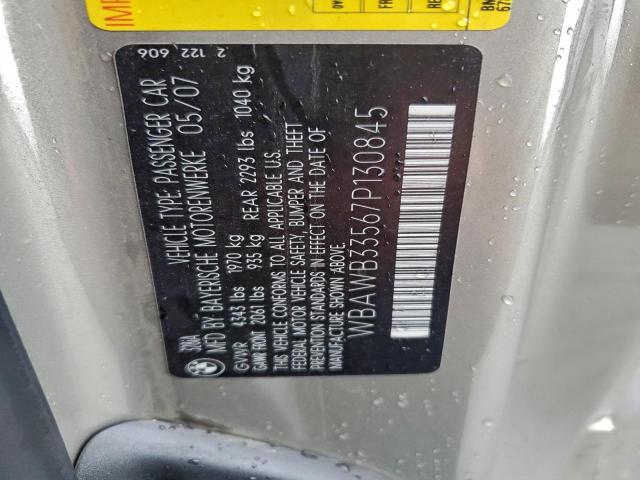 2 122 606
VEHICLE TYPE: PASSENGER CAR
MFD BY BAYERISCHE MOTORENWERKE 05/07
GVWR 4343 lbs 1970 kg
GAWR FRONT 2061 lbs 935 kg REAR 2293 lbs 1040 kg
THIS VEHICLE CONFORMS TO ALL APPLICABLE U.S.
FEDERAL MOTOR VEHICLE SAFETY, BUMPER AND THEFT
PREVENTION STANDARDS IN EFFECT ON THE DATE OF
MANUFACTURE SHOWN ABOVE.
WBAWB33567P130845